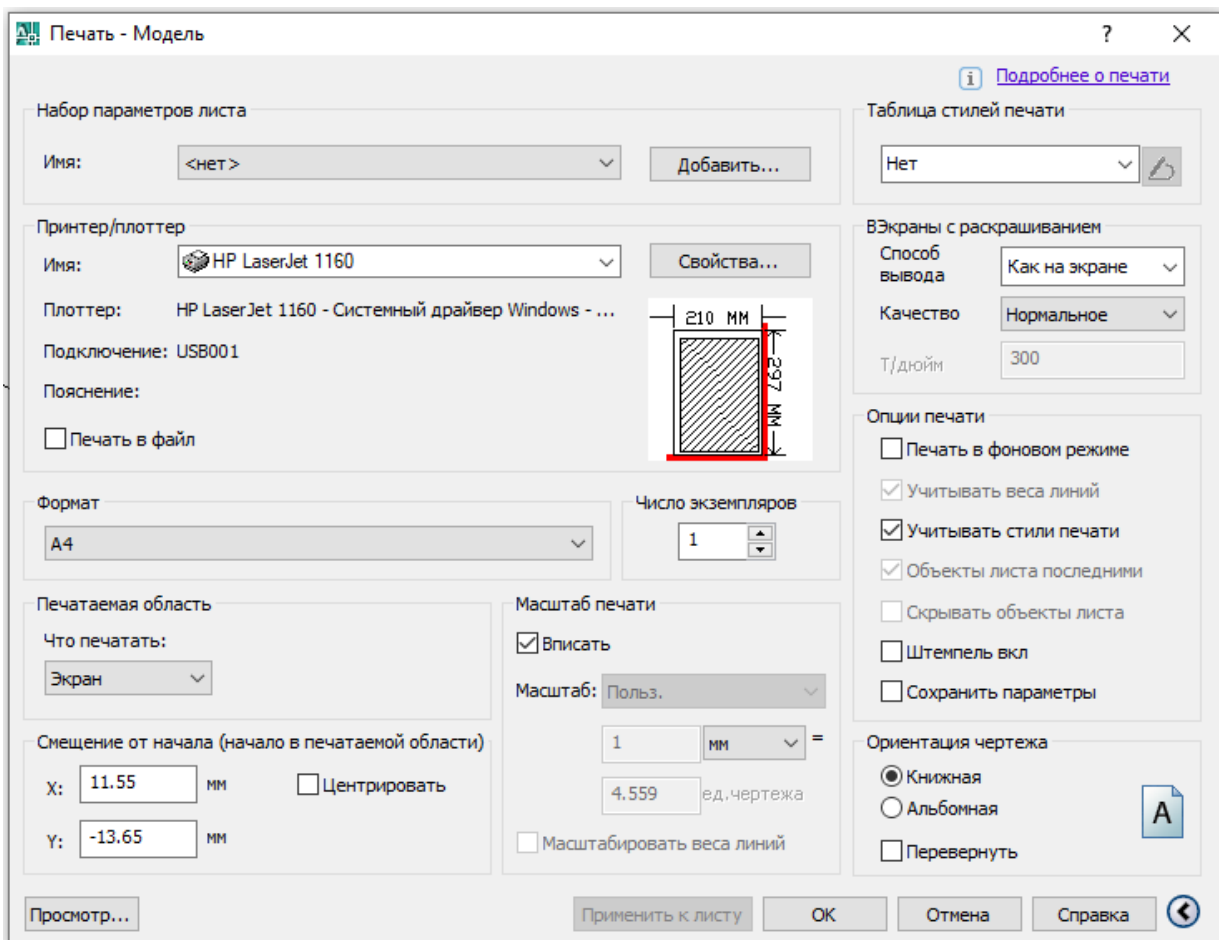 Печать - Модель
?
Подробнее о печати
Набор параметров листа
Имя:
<нет>
Добавить...
Таблица стилей печати
Нет
Принтер/плоттер
Имя:
HP LaserJet 1160
Свойства...
Плоттер:
HP LaserJet 1160 - Системный драйвер Windows - ...
Подключение: USB001
Пояснение:
Печать в файл
210 MM
297 MM
ВЭкраны с раскрашиванием
Способ
вывода
Как на экране
Качество
Нормальное
Т/дюйм
300
Формат
A4
Число экземпляров
1
Опции печати
Печать в фоновом режиме
Учитывать веса линий
Учитывать стили печати
Объекты листа последними
Скрывать объекты листа
Штемпель вкл
Сохранить параметры
Печатаемая область
Что печатать:
Экран
Масштаб печати
Вписать
Масштаб: Польз.
1
мм
=
4.559
ед.чертежа
Масштабировать веса линий
Смещение от начала (начало в печатаемой области)
X:
11.55
мм
Центрировать
Y:
-13.65
мм
Ориентация чертежа
Книжная
Альбомная
Перевернуть
A
Просмотр...
Применить к листу
ОК
Отмена
Справка